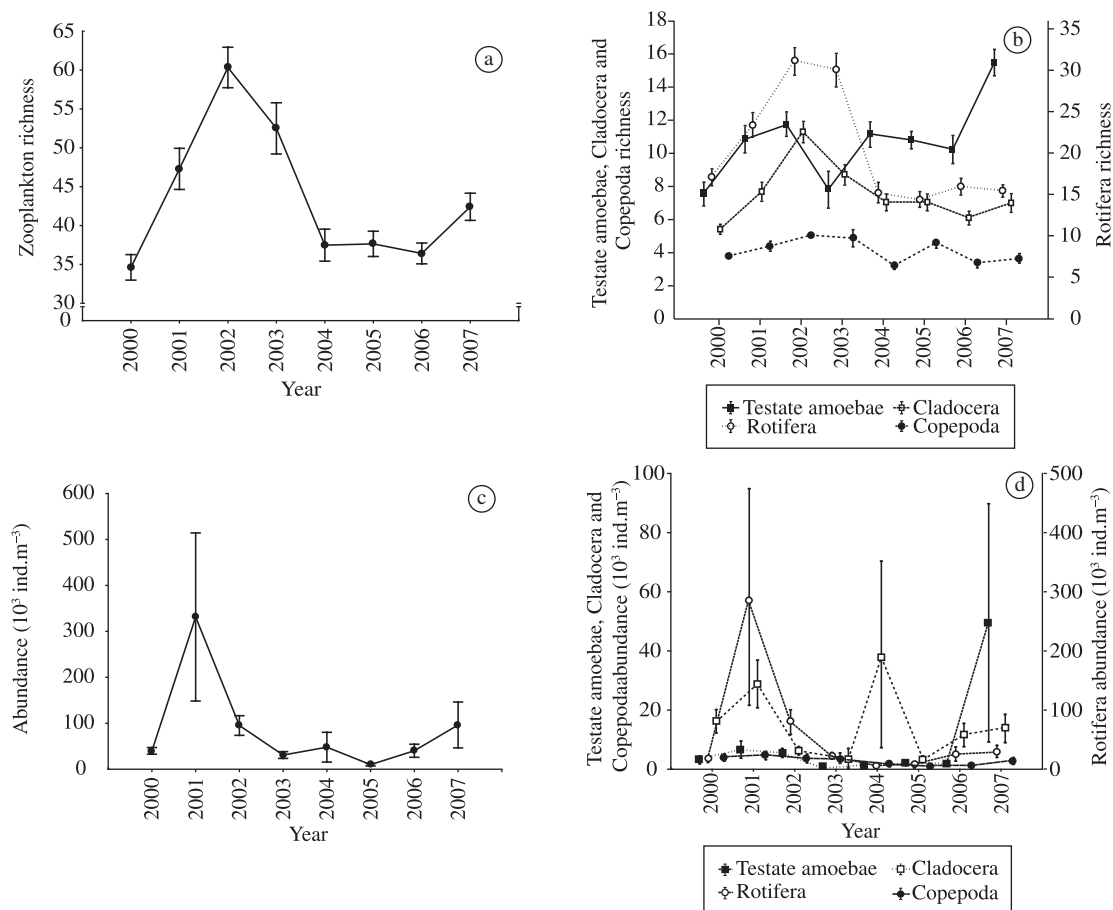 65
60
55
50
45
40
35
30
0
Zooplankton richness
a
2000 2001 2002 2003 2004 2005 2006 2007
Year
18
16
14
12
10
8
6
4
2
0
Testate amoebae, Cladocera and
Copepoda richness
b
35
30
25
20
15
10
5
0
Rotifera richness
2000 2001 2002 2003 2004 2005 2006 2007
Testate amoebae Cladocera
Rotifera Copepoda
600
500
400
300
200
100
0
Abundance (10³ ind.m⁻³)
c
2000 2001 2002 2003 2004 2005 2006 2007
Year
100
80
60
40
20
0
Testate amoebae, Cladocera and
Copepodaabundance (10³ ind.m⁻³)
d
500
400
300
200
100
0
Rotifera abundance (10³ ind.m⁻³)
2000 2001 2002 2003 2004 2005 2006 2007
Year
Testate amoebae Cladocera
Rotifera Copepoda